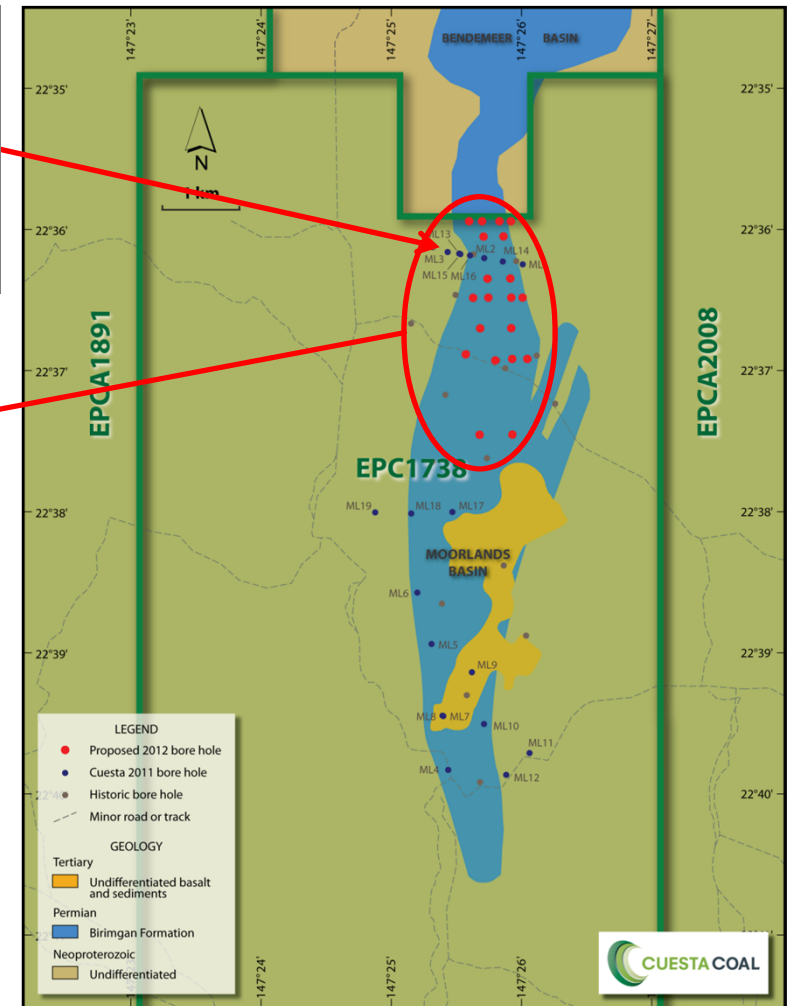 147°23'
147°24'
147°25'
147°26'
147°27'
BENDEMEER BASIN
22°35'
22°35'
N
1 km
22°36'
22°36'
ML13
ML3
ML2
ML14
ML15
ML16
EPCA1891
EPCA2008
22°37'
22°37'
EPC1738
22°38'
22°38'
ML19
ML18
ML17
MOORLANDS
BASIN
ML6
ML5
22°39'
22°39'
ML9
ML8
ML7
ML10
ML11
ML4
ML12
22°40'
22°40'
LEGEND
Proposed 2012 bore hole
Cuesta 2011 bore hole
Historic bore hole
Minor road or track
GEOLOGY
Tertiary
Undifferentiated basalt
and sediments
Permian
Birimgan Formation
Neoproterozoic
Undifferentiated
147°24'
147°25'
147°26'
CUESTA COAL